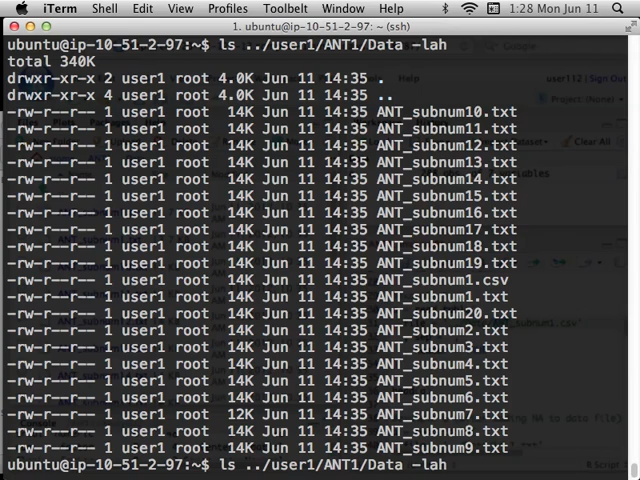 iTerm Shell Edit View Profiles Toolbelt Window Help 1:28 Mon Jun 11
1. ubuntu@ip-10-51-2-97: ~ (ssh)
ubuntu@ip-10-51-2-97:~$ ls ../user1/ANT1/Data -lah
total 340K
drwxr-xr-x 2 user1 root 4.0K Jun 11 14:35 .
drwxr-xr-x 4 user1 root 4.0K Jun 11 14:35 ..
-rw-r--r-- 1 user1 root  14K Jun 11 14:35 ANT_subnum10.txt
-rw-r--r-- 1 user1 root  14K Jun 11 14:35 ANT_subnum11.txt
-rw-r--r-- 1 user1 root  14K Jun 11 14:35 ANT_subnum12.txt
-rw-r--r-- 1 user1 root  14K Jun 11 14:35 ANT_subnum13.txt
-rw-r--r-- 1 user1 root  14K Jun 11 14:35 ANT_subnum14.txt
-rw-r--r-- 1 user1 root  14K Jun 11 14:35 ANT_subnum15.txt
-rw-r--r-- 1 user1 root  14K Jun 11 14:35 ANT_subnum16.txt
-rw-r--r-- 1 user1 root  14K Jun 11 14:35 ANT_subnum17.txt
-rw-r--r-- 1 user1 root  14K Jun 11 14:35 ANT_subnum18.txt
-rw-r--r-- 1 user1 root  14K Jun 11 14:35 ANT_subnum19.txt
-rw-r--r-- 1 user1 root  14K Jun 11 14:35 ANT_subnum1.csv
-rw-r--r-- 1 user1 root  14K Jun 11 14:35 ANT_subnum1.txt
-rw-r--r-- 1 user1 root  14K Jun 11 14:35 ANT_subnum20.txt
-rw-r--r-- 1 user1 root  14K Jun 11 14:35 ANT_subnum2.txt
-rw-r--r-- 1 user1 root  14K Jun 11 14:35 ANT_subnum3.txt
-rw-r--r-- 1 user1 root  14K Jun 11 14:35 ANT_subnum4.txt
-rw-r--r-- 1 user1 root  14K Jun 11 14:35 ANT_subnum5.txt
-rw-r--r-- 1 user1 root  14K Jun 11 14:35 ANT_subnum6.txt
-rw-r--r-- 1 user1 root  12K Jun 11 14:35 ANT_subnum7.txt
-rw-r--r-- 1 user1 root  14K Jun 11 14:35 ANT_subnum8.txt
-rw-r--r-- 1 user1 root  14K Jun 11 14:35 ANT_subnum9.txt
ubuntu@ip-10-51-2-97:~$ ls ../user1/ANT1/Data -lah
Help
user112 | Sign Out
Project: (None)
Clear All
Console